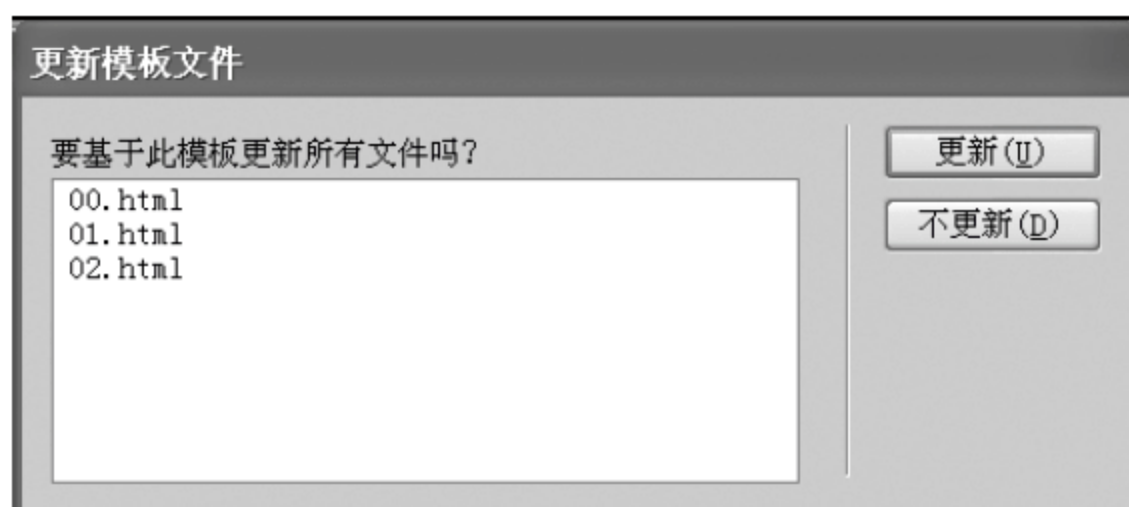 更新模板文件
要基于此模板更新所有文件吗?
00.html
01.html
02.html
更新(U)
不更新(D)